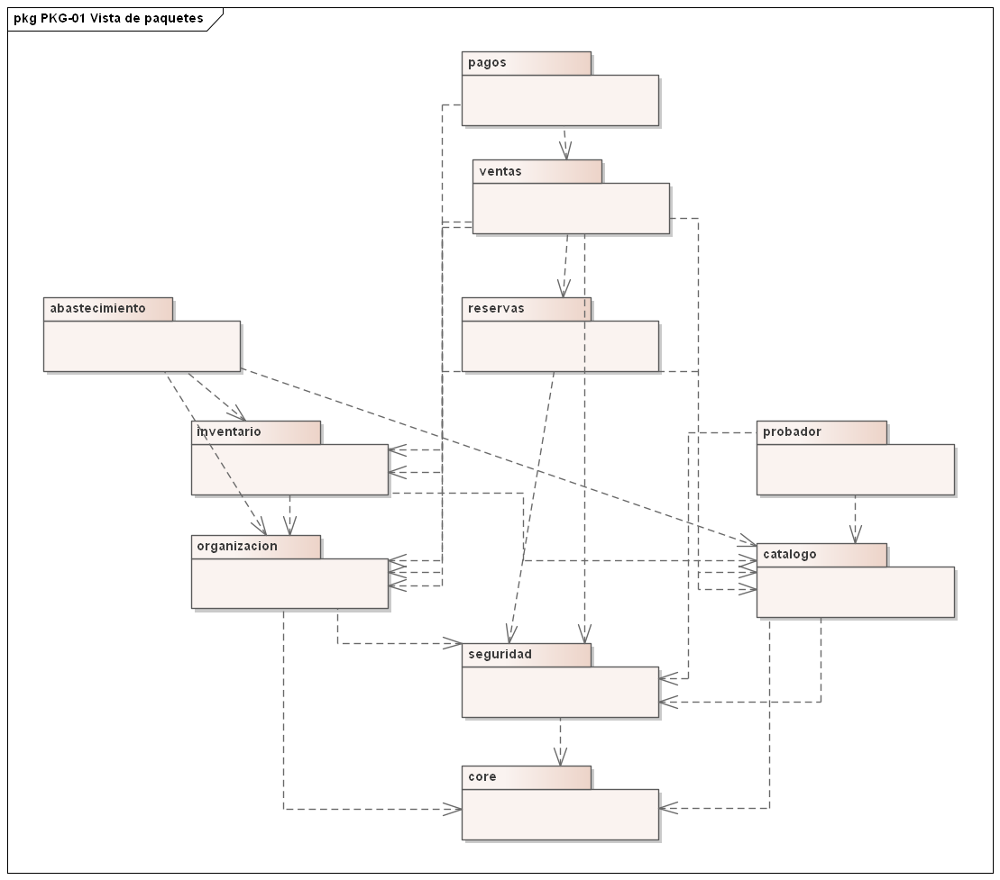 pkg PKG-01 Vista de paquetes
pagos
ventas
abastecimiento
reservas
inventario
probador
organizacion
catalogo
seguridad
core